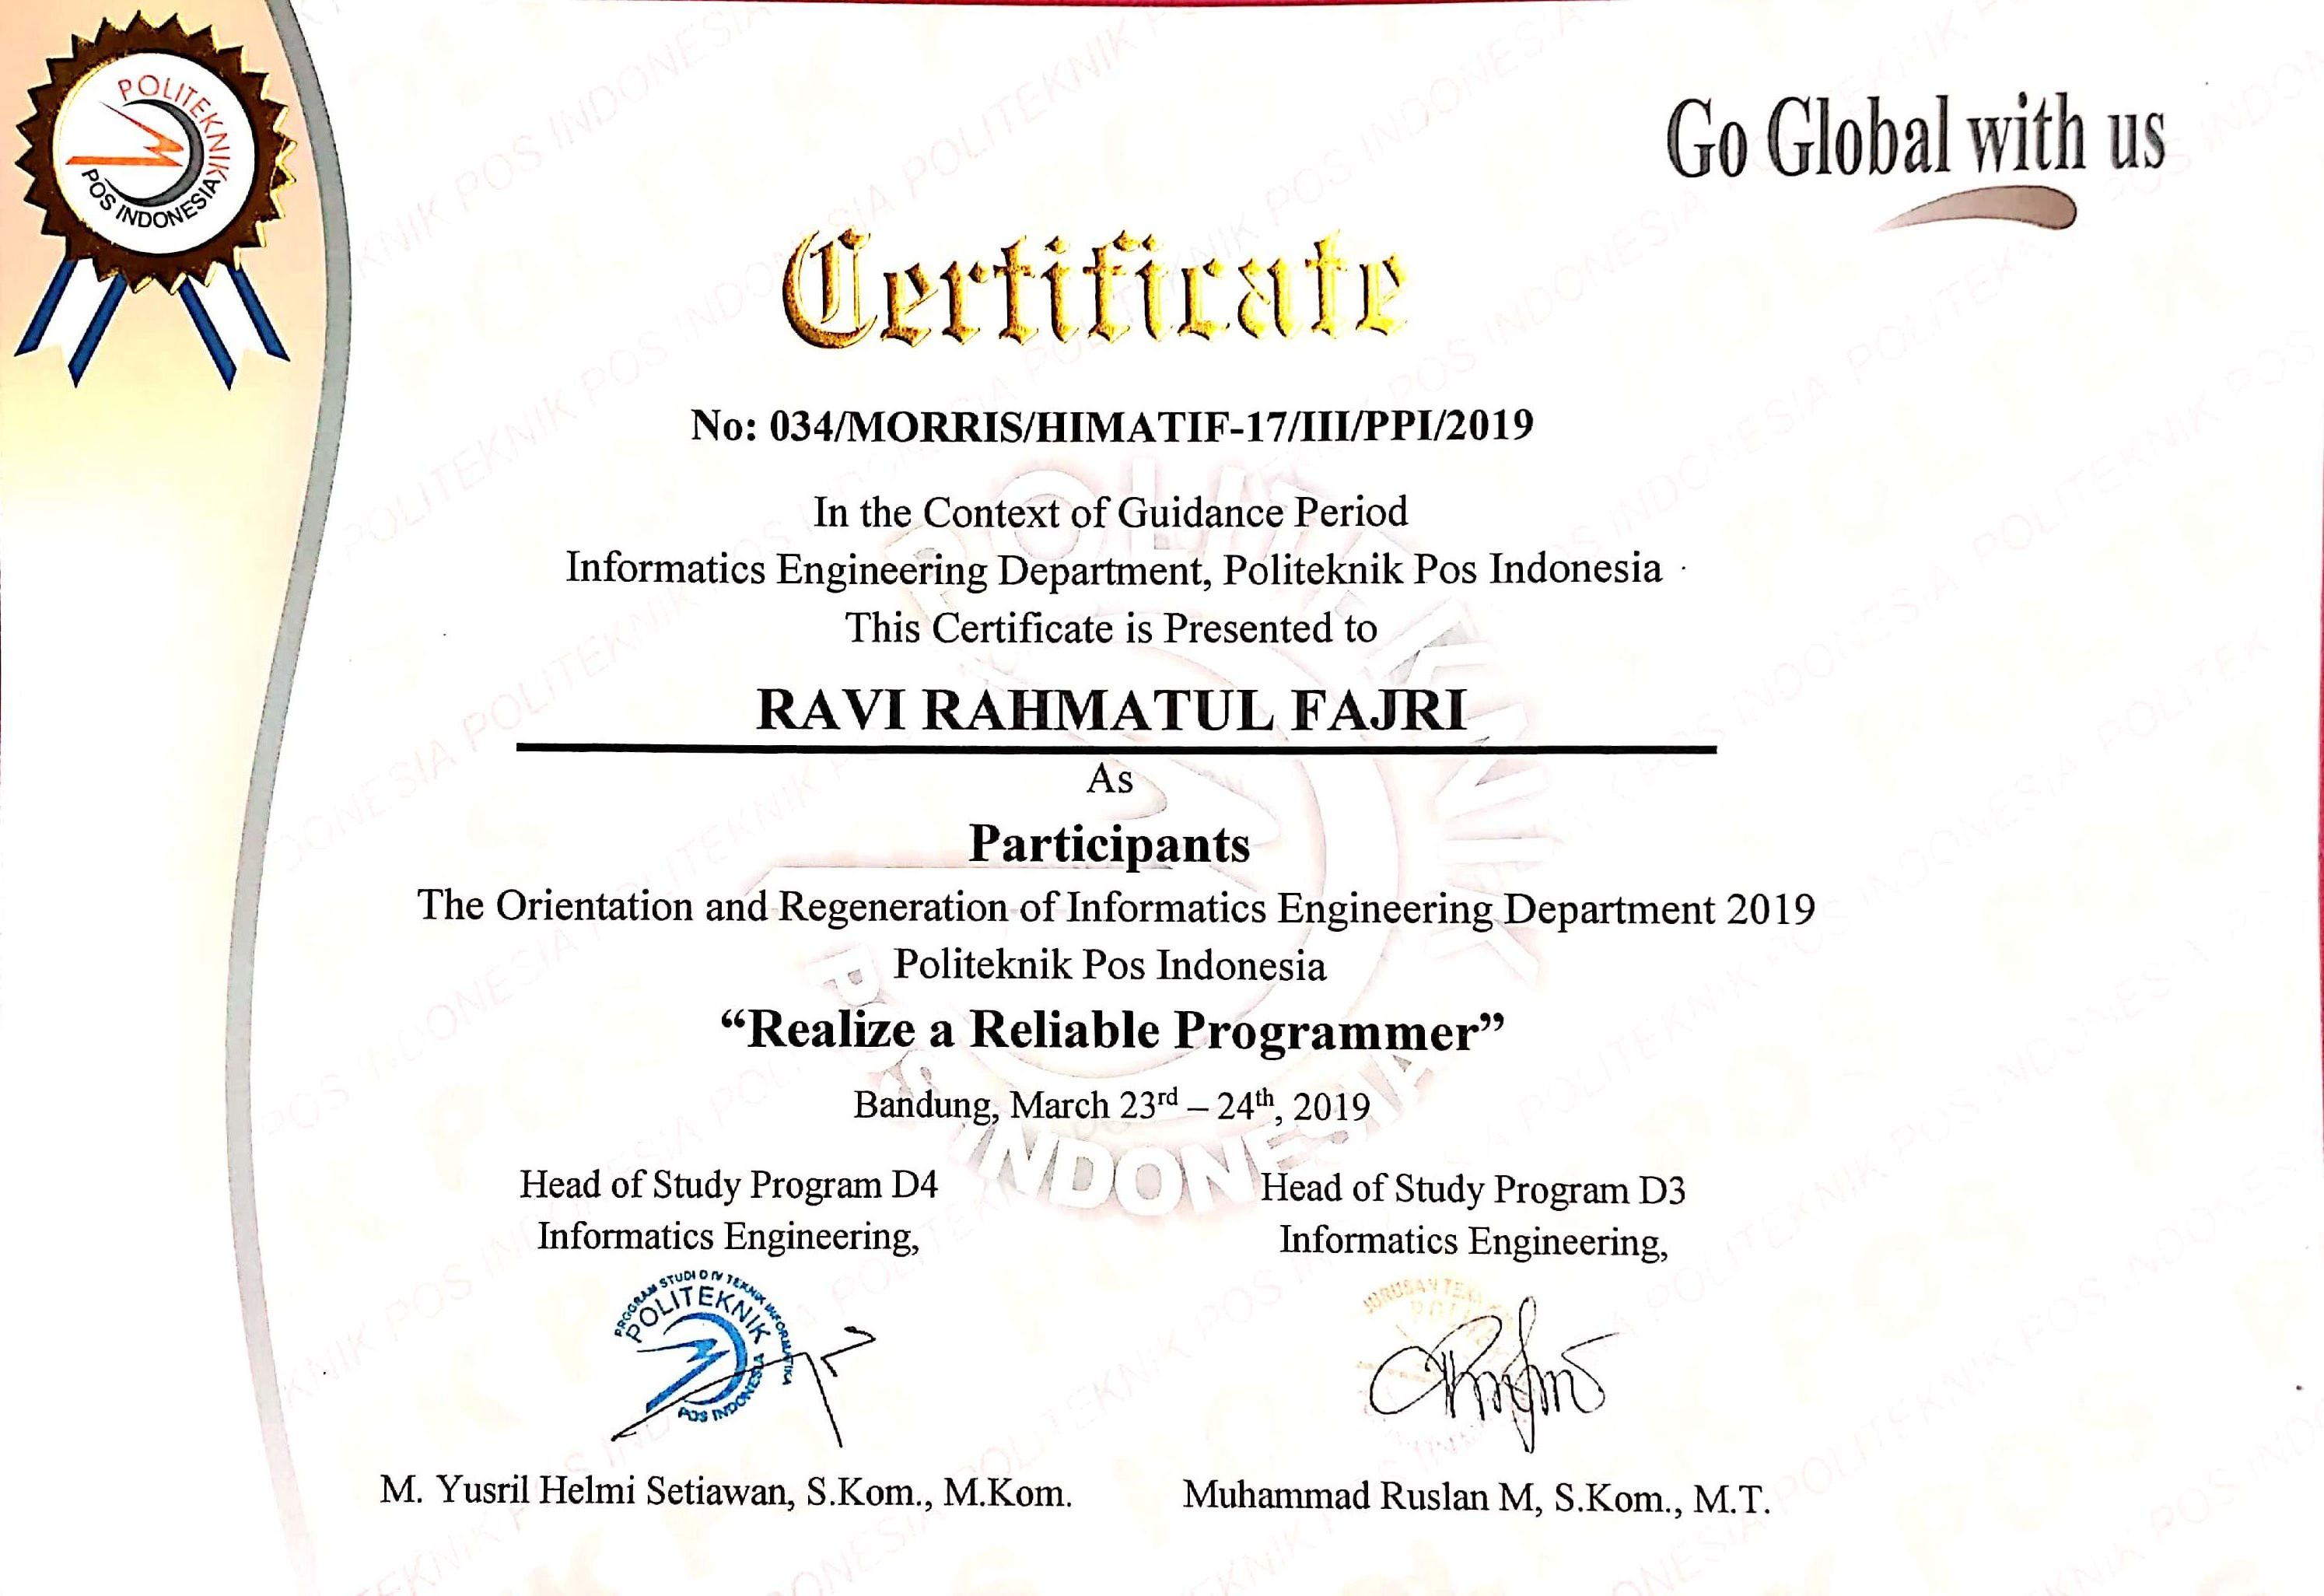 POLITEKNIK
POS INDONESIA
Go Global with us
Certificate
No: 034/MORRIS/HIMATIF-17/III/PPI/2019
In the Context of Guidance Period
Informatics Engineering Department, Politeknik Pos Indonesia
This Certificate is Presented to
RAVI RAHMATUL FAJRI
As
Participants
The Orientation and Regeneration of Informatics Engineering Department 2019
Politeknik Pos Indonesia
“Realize a Reliable Programmer”
Bandung, March 23rd – 24th, 2019
Head of Study Program D4
Informatics Engineering,
Head of Study Program D3
Informatics Engineering,
PROGRAM STUDI D IV TEKNIK INFORMATIKA
POLITEKNIK
POS INDONESIA
M. Yusril Helmi Setiawan, S.Kom., M.Kom.
Muhammad Ruslan M, S.Kom., M.T.